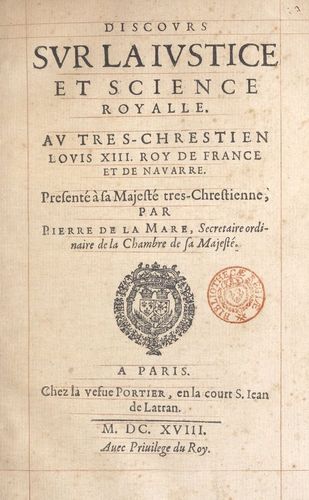 DISCOVRS
SVR LA IVSTICE
ET SCIENCE
ROYALLE.
AV TRES-CHRESTIEN
LOVIS XIII. ROY DE FRANCE
ET DE NAVARRE.
Presenté à sa Majesté tres-Chrestienne,
PAR
PIERRE DE LA MARE, Secretaire ordi-
naire de la Chambre de sa Majesté.
A PARIS.
Chez la vefue PORTIER, en la court S. Iean
de Latran.
M. DC. XVIII.
Auec Priuilege du Roy.